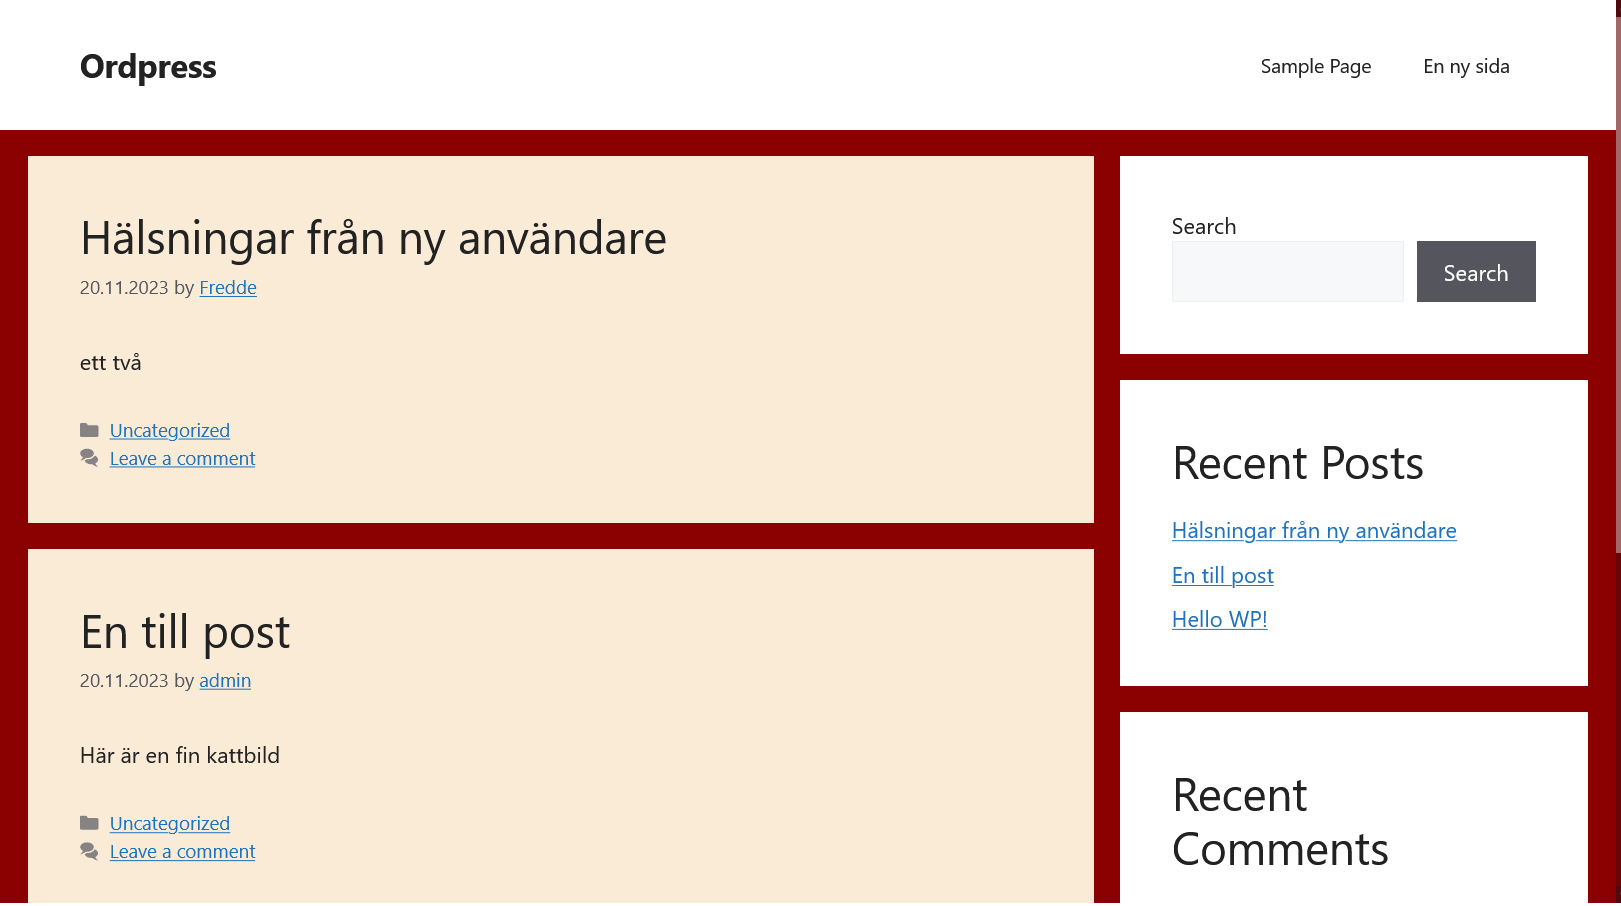 Ordpress
Sample Page
En ny sida
Hälsningar från ny användare
20.11.2023 by Fredde
ett två
Uncategorized
Leave a comment
En till post
20.11.2023 by admin
Här är en fin kattbild
Uncategorized
Leave a comment
Search
Search
Recent Posts
Hälsningar från ny användare
En till post
Hello WP!
Recent
Comments